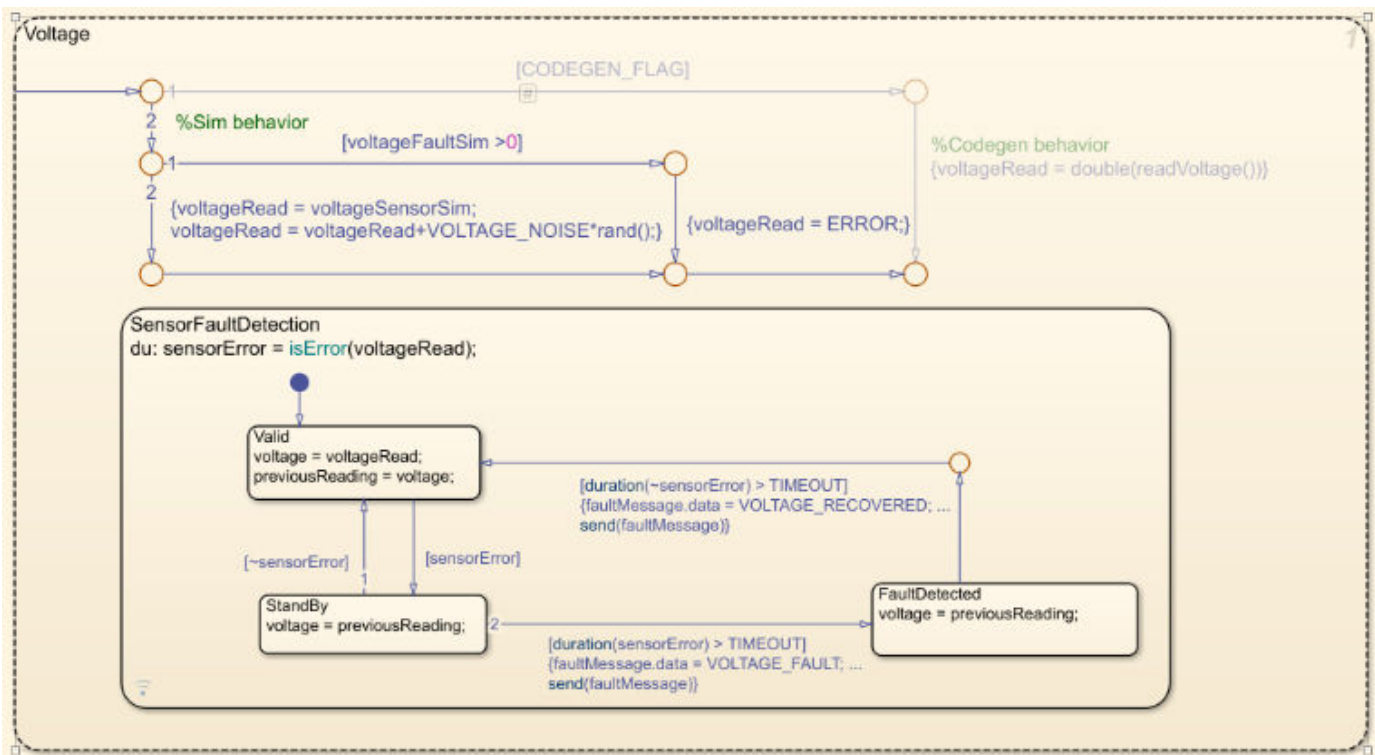 Voltage
1
[CODEGEN_FLAG]
1
#
2
%Sim behavior
[voltageFaultSim >0]
%Codegen behavior
{voltageRead = double(readVoltage())}
1
2
{voltageRead = voltageSensorSim;
voltageRead = voltageRead+VOLTAGE_NOISE*rand();}
{voltageRead = ERROR;}
SensorFaultDetection
du: sensorError = isError(voltageRead);
Valid
voltage = voltageRead;
previousReading = voltage;
[duration(~sensorError) > TIMEOUT]
{faultMessage.data = VOLTAGE_RECOVERED; ...
send(faultMessage)}
[~sensorError]
[sensorError]
1
StandBy
voltage = previousReading;
2
FaultDetected
voltage = previousReading;
[duration(sensorError) > TIMEOUT]
{faultMessage.data = VOLTAGE_FAULT; ...
send(faultMessage)}